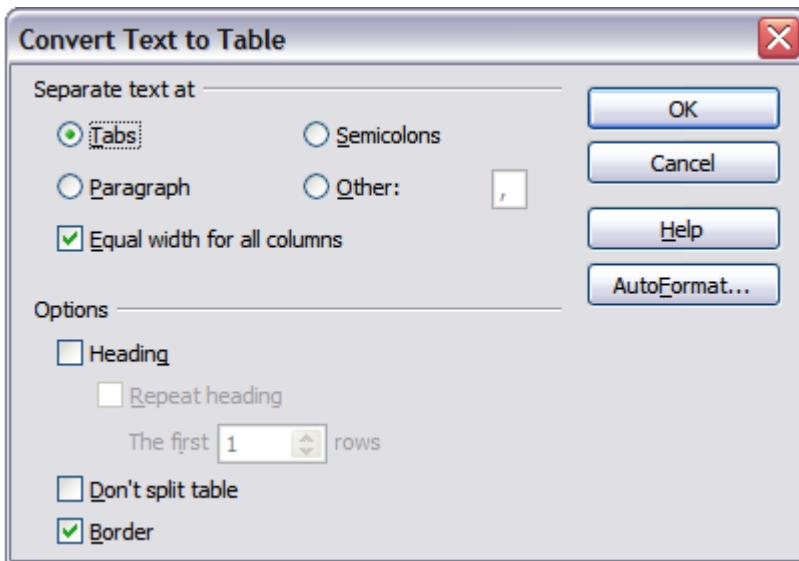 Convert Text to Table
Separate text at
Tabs
Semicolons
Paragraph
Other:
,
Equal width for all columns
OK
Cancel
Help
AutoFormat...
Options
Heading
Repeat heading
The first 1 rows
Don't split table
Border